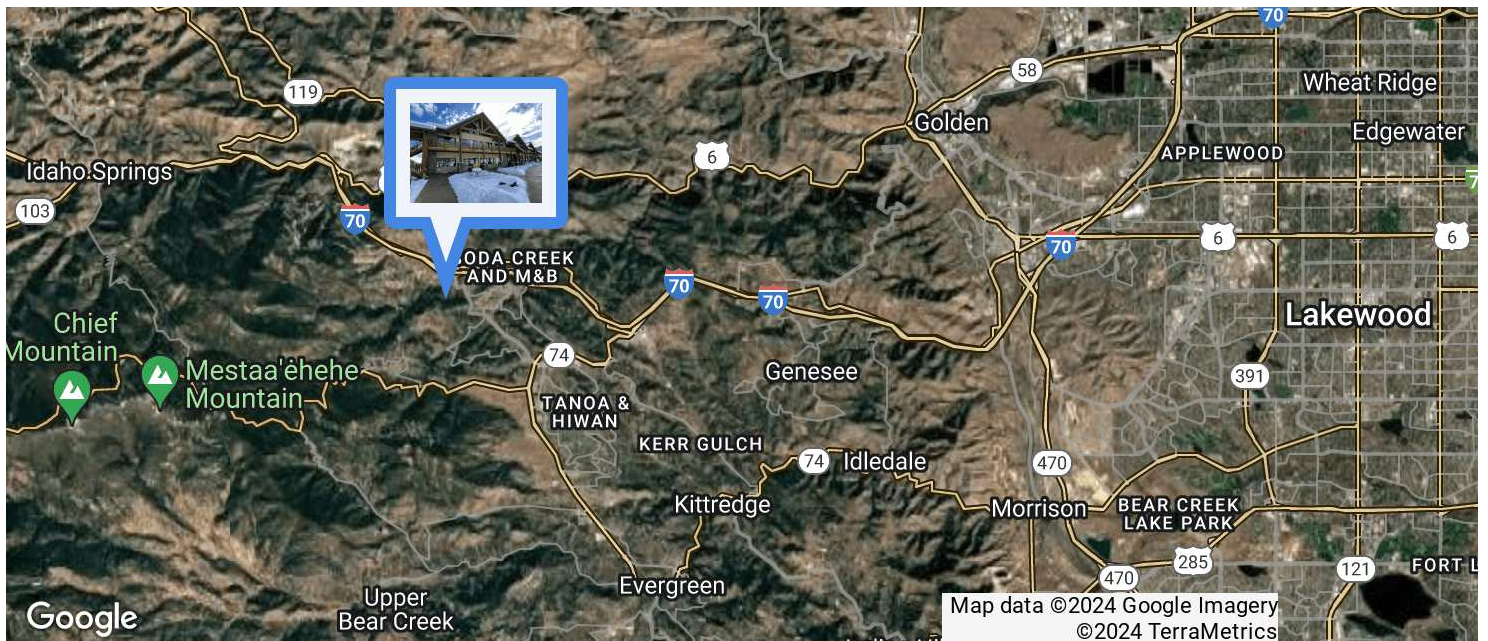 70
58
119
Wheat Ridge
Golden
Edgewater
6
APPLEWOOD
Idaho Springs
103
70
6
6
70
ODA CREEK
AND M&B
70
70
Lakewood
Chief
Mountain
74
Mestaa'ėhehe
Mountain
Genesee
391
TANOA &
HIWAN
KERR GULCH
74
Idledale
470
Kittredge
Morrison
BEAR CREEK
LAKE PARK
285
121
FORT L
470
Evergreen
Upper
Bear Creek
Google
Map data ©2024 Google Imagery
©2024 TerraMetrics